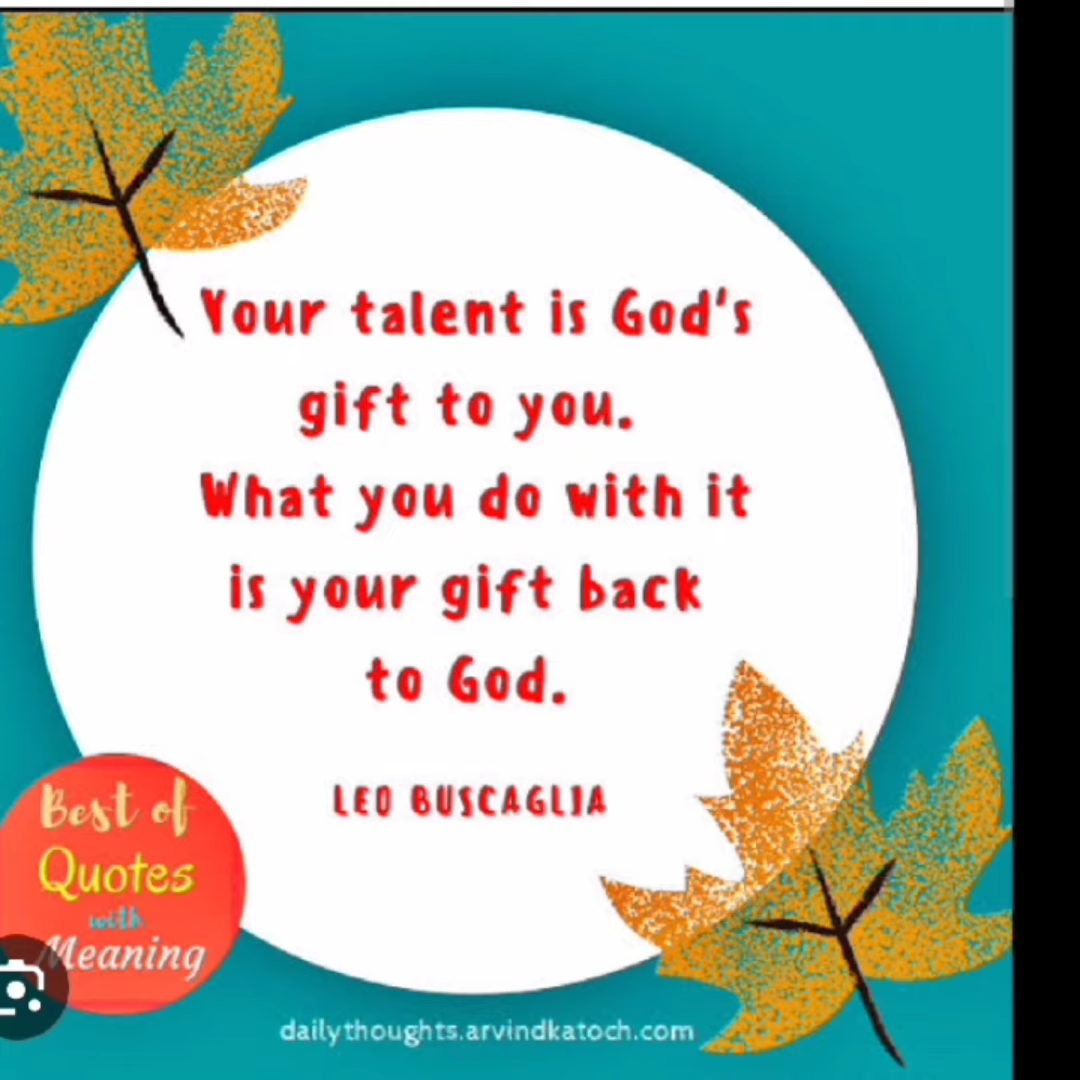 Your talent is God's
gift to you.
What you do with it
is your gift back
to God.
LEO BUSCAGLIA
Best of
Quotes
with
Meaning
dailythoughts.arvindkatoch.com